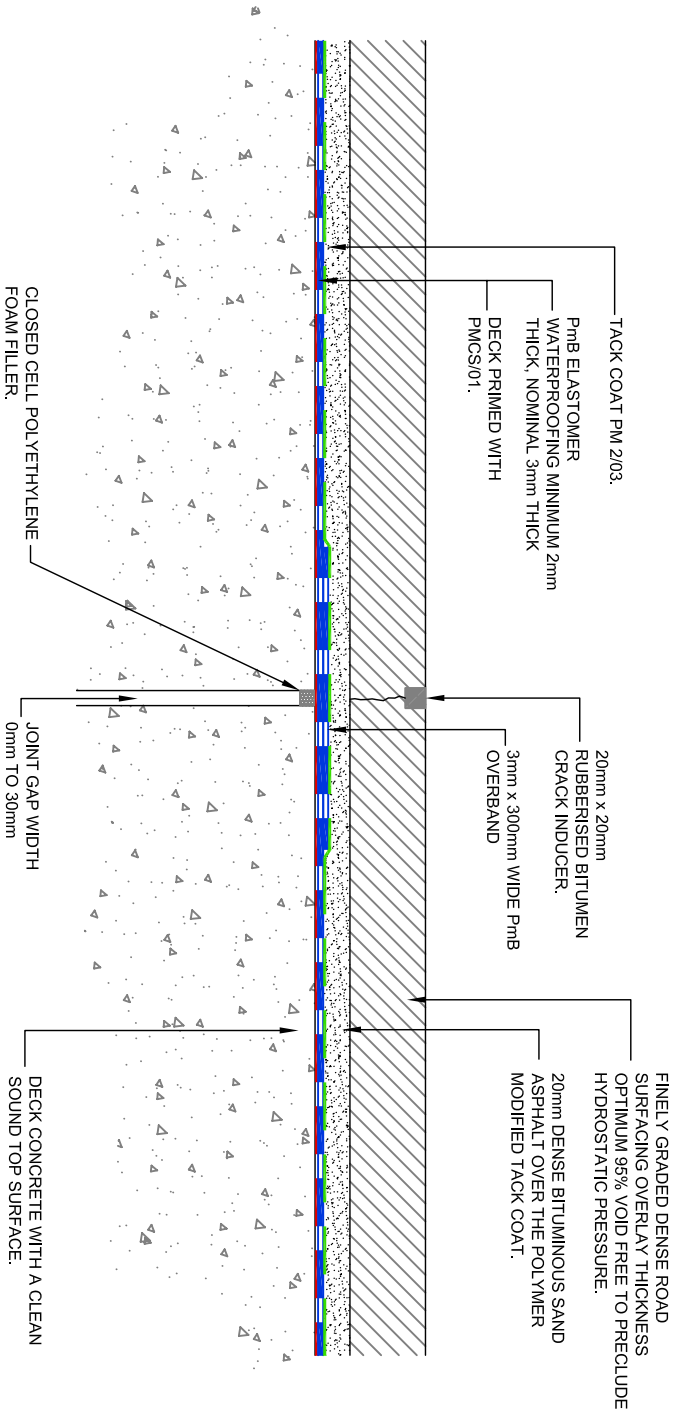 TACK COAT PM 2/03.
PmB ELASTOMER
WATERPROOFING MINIMUM 2mm
THICK, NOMINAL 3mm THICK
DECK PRIMED WITH
PMCS/01.
20mm x 20mm
RUBBERISED BITUMEN
CRACK INDUCER.
3mm x 300mm WIDE PmB
OVERBAND
FINELY GRADED DENSE ROAD
SURFACING OVERLAY THICKNESS
OPTIMUM 95% VOID FREE TO PRECLUDE
HYDROSTATIC PRESSURE.
20mm DENSE BITUMINOUS SAND
ASPHALT OVER THE POLYMER
MODIFIED TACK COAT.
CLOSED CELL POLYETHYLENE
FOAM FILLER.
JOINT GAP WIDTH
0mm TO 30mm
DECK CONCRETE WITH A CLEAN
SOUND TOP SURFACE.